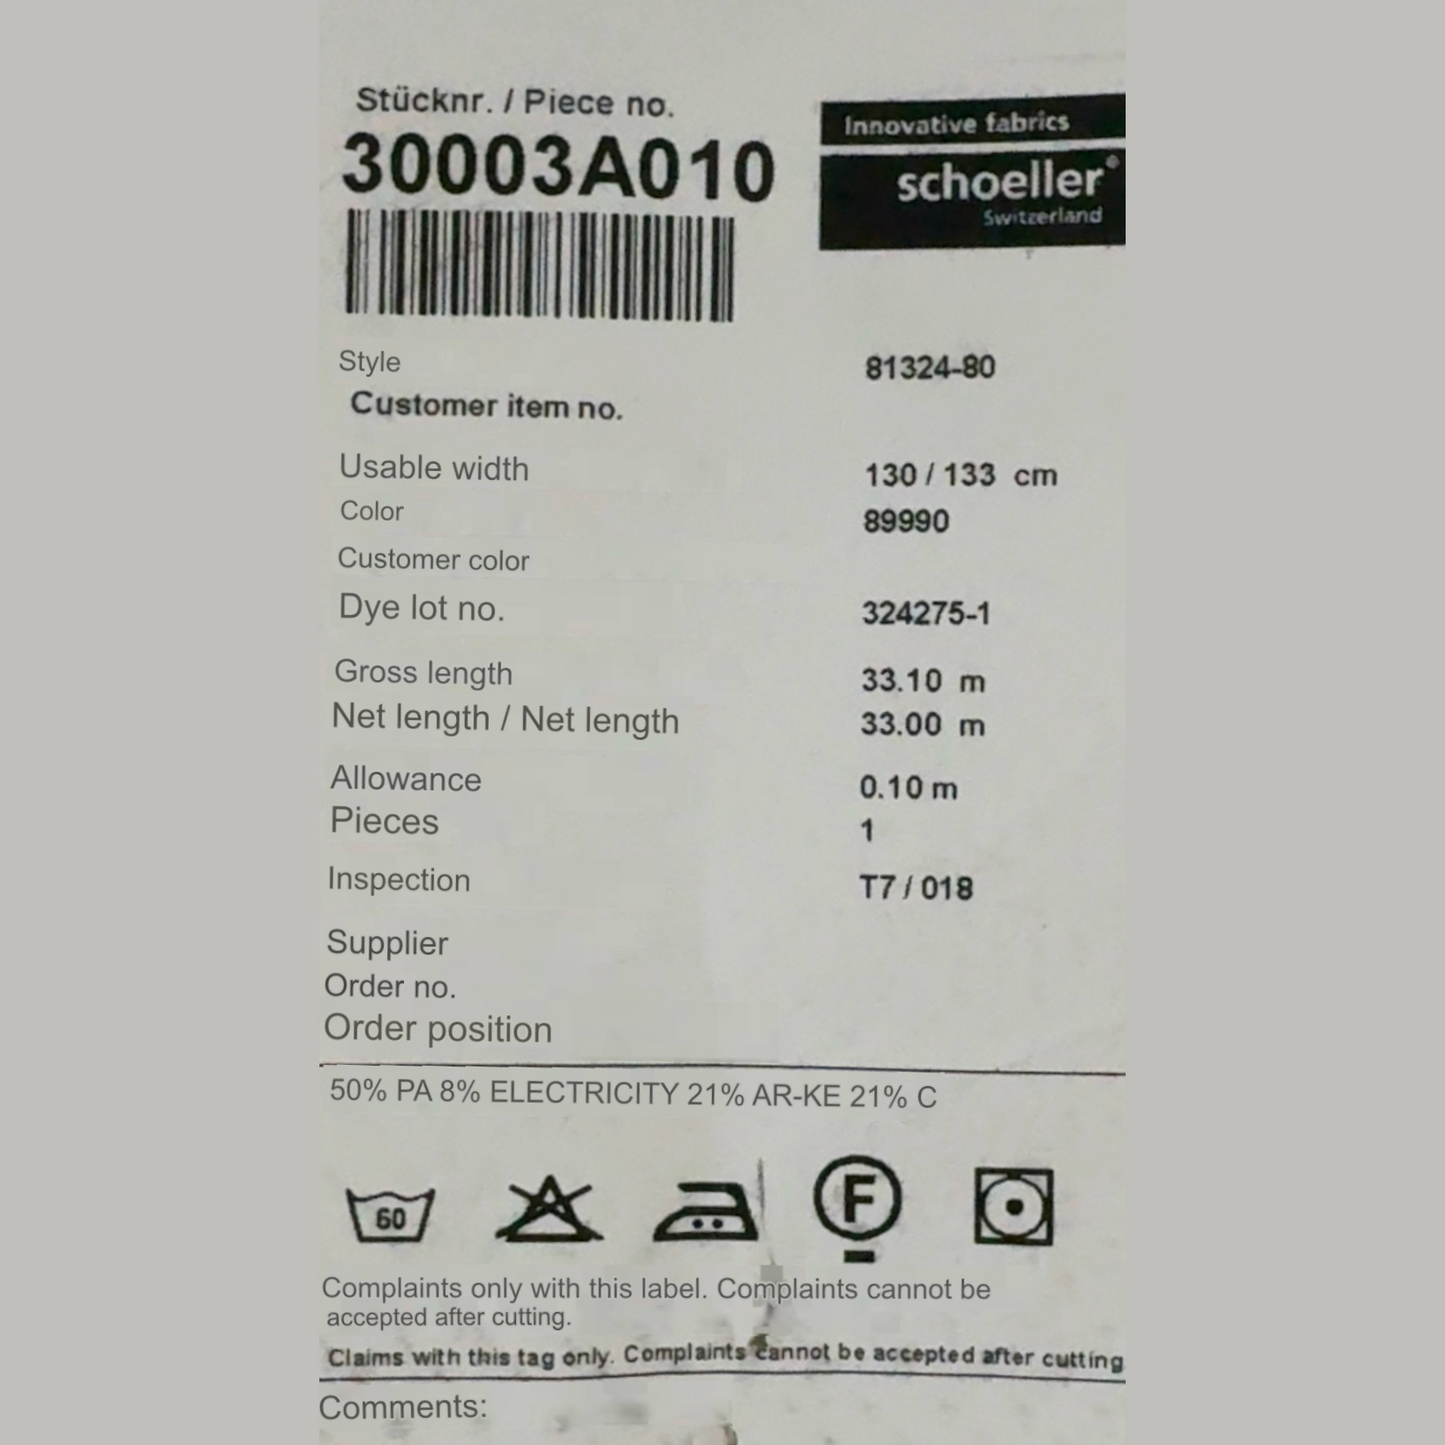 Stücknr. / Piece no.
30003A010
Innovative fabrics
schoeller®
Switzerland
Style 81324-80
Customer item no.
Usable width 130 / 133 cm
Color 89990
Customer color
Dye lot no. 324275-1
Gross length 33.10 m
Net length / Net length 33.00 m
Allowance 0.10 m
Pieces 1
Inspection T7 / 018
Supplier
Order no.
Order position
50% PA 8% ELECTRICITY 21% AR-KE 21% C
60 F
Complaints only with this label. Complaints cannot be
accepted after cutting.
Claims with this tag only. Complaints cannot be accepted after cutting
Comments: